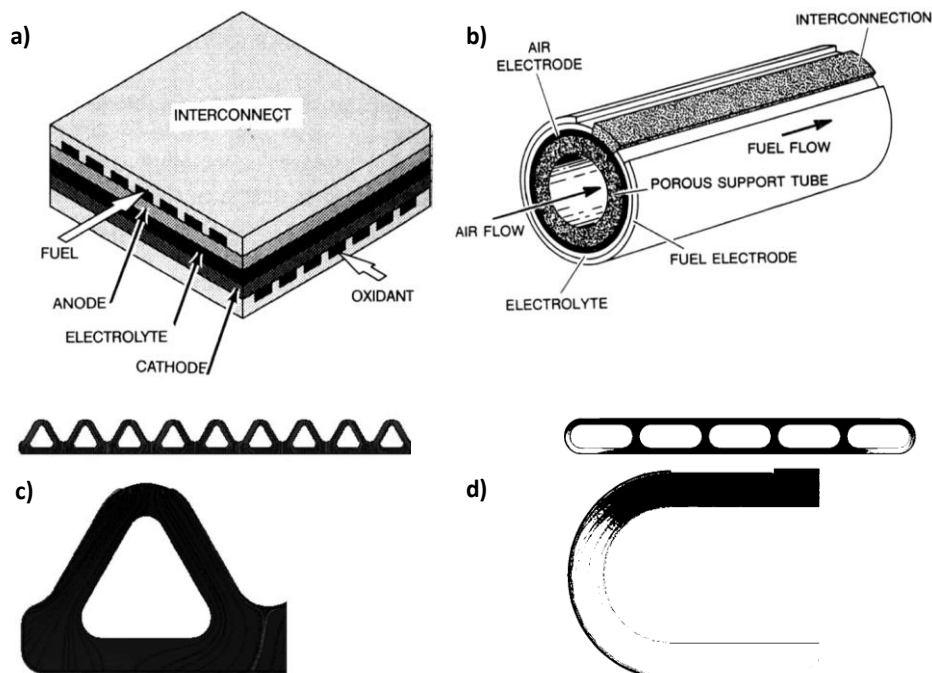 a)
INTERCONNECT
FUEL
ANODE
ELECTROLYTE
CATHODE
OXIDANT
b)
INTERCONNECTION
AIR
ELECTRODE
FUEL FLOW
POROUS SUPPORT TUBE
AIR FLOW
FUEL ELECTRODE
ELECTROLYTE
c)
d)